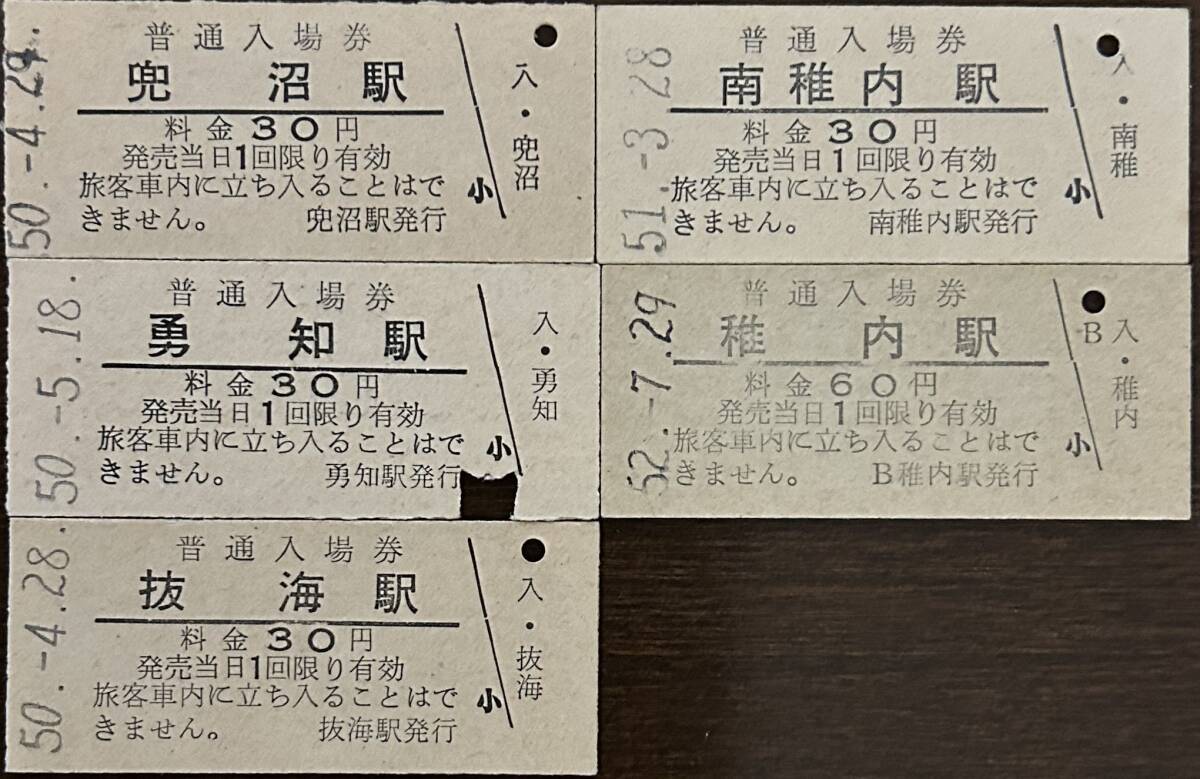 50.-4.29.
普通入場券
兜沼駅
料金30円
発売当日1回限り有効
旅客車内に立ち入ることはで
きません。 兜沼駅発行
小
入・兜沼
51.-3.28
普通入場券
南稚内駅
料金30円
発売当日1回限り有効
旅客車内に立ち入ることはで
きません。 南稚内駅発行
小
入・南稚
50.-5.18.
普通入場券
勇知駅
料金30円
発売当日1回限り有効
旅客車内に立ち入ることはで
きません。 勇知駅発行
小
入・勇知
52.-7.29
普通入場券
稚内駅
料金60円
発売当日1回限り有効
旅客車内に立ち入ることはで
きません。 B稚内駅発行
小
B
入・稚内
50.-4.28.
普通入場券
抜海駅
料金30円
発売当日1回限り有効
旅客車内に立ち入ることはで
きません。 抜海駅発行
小
入・抜海